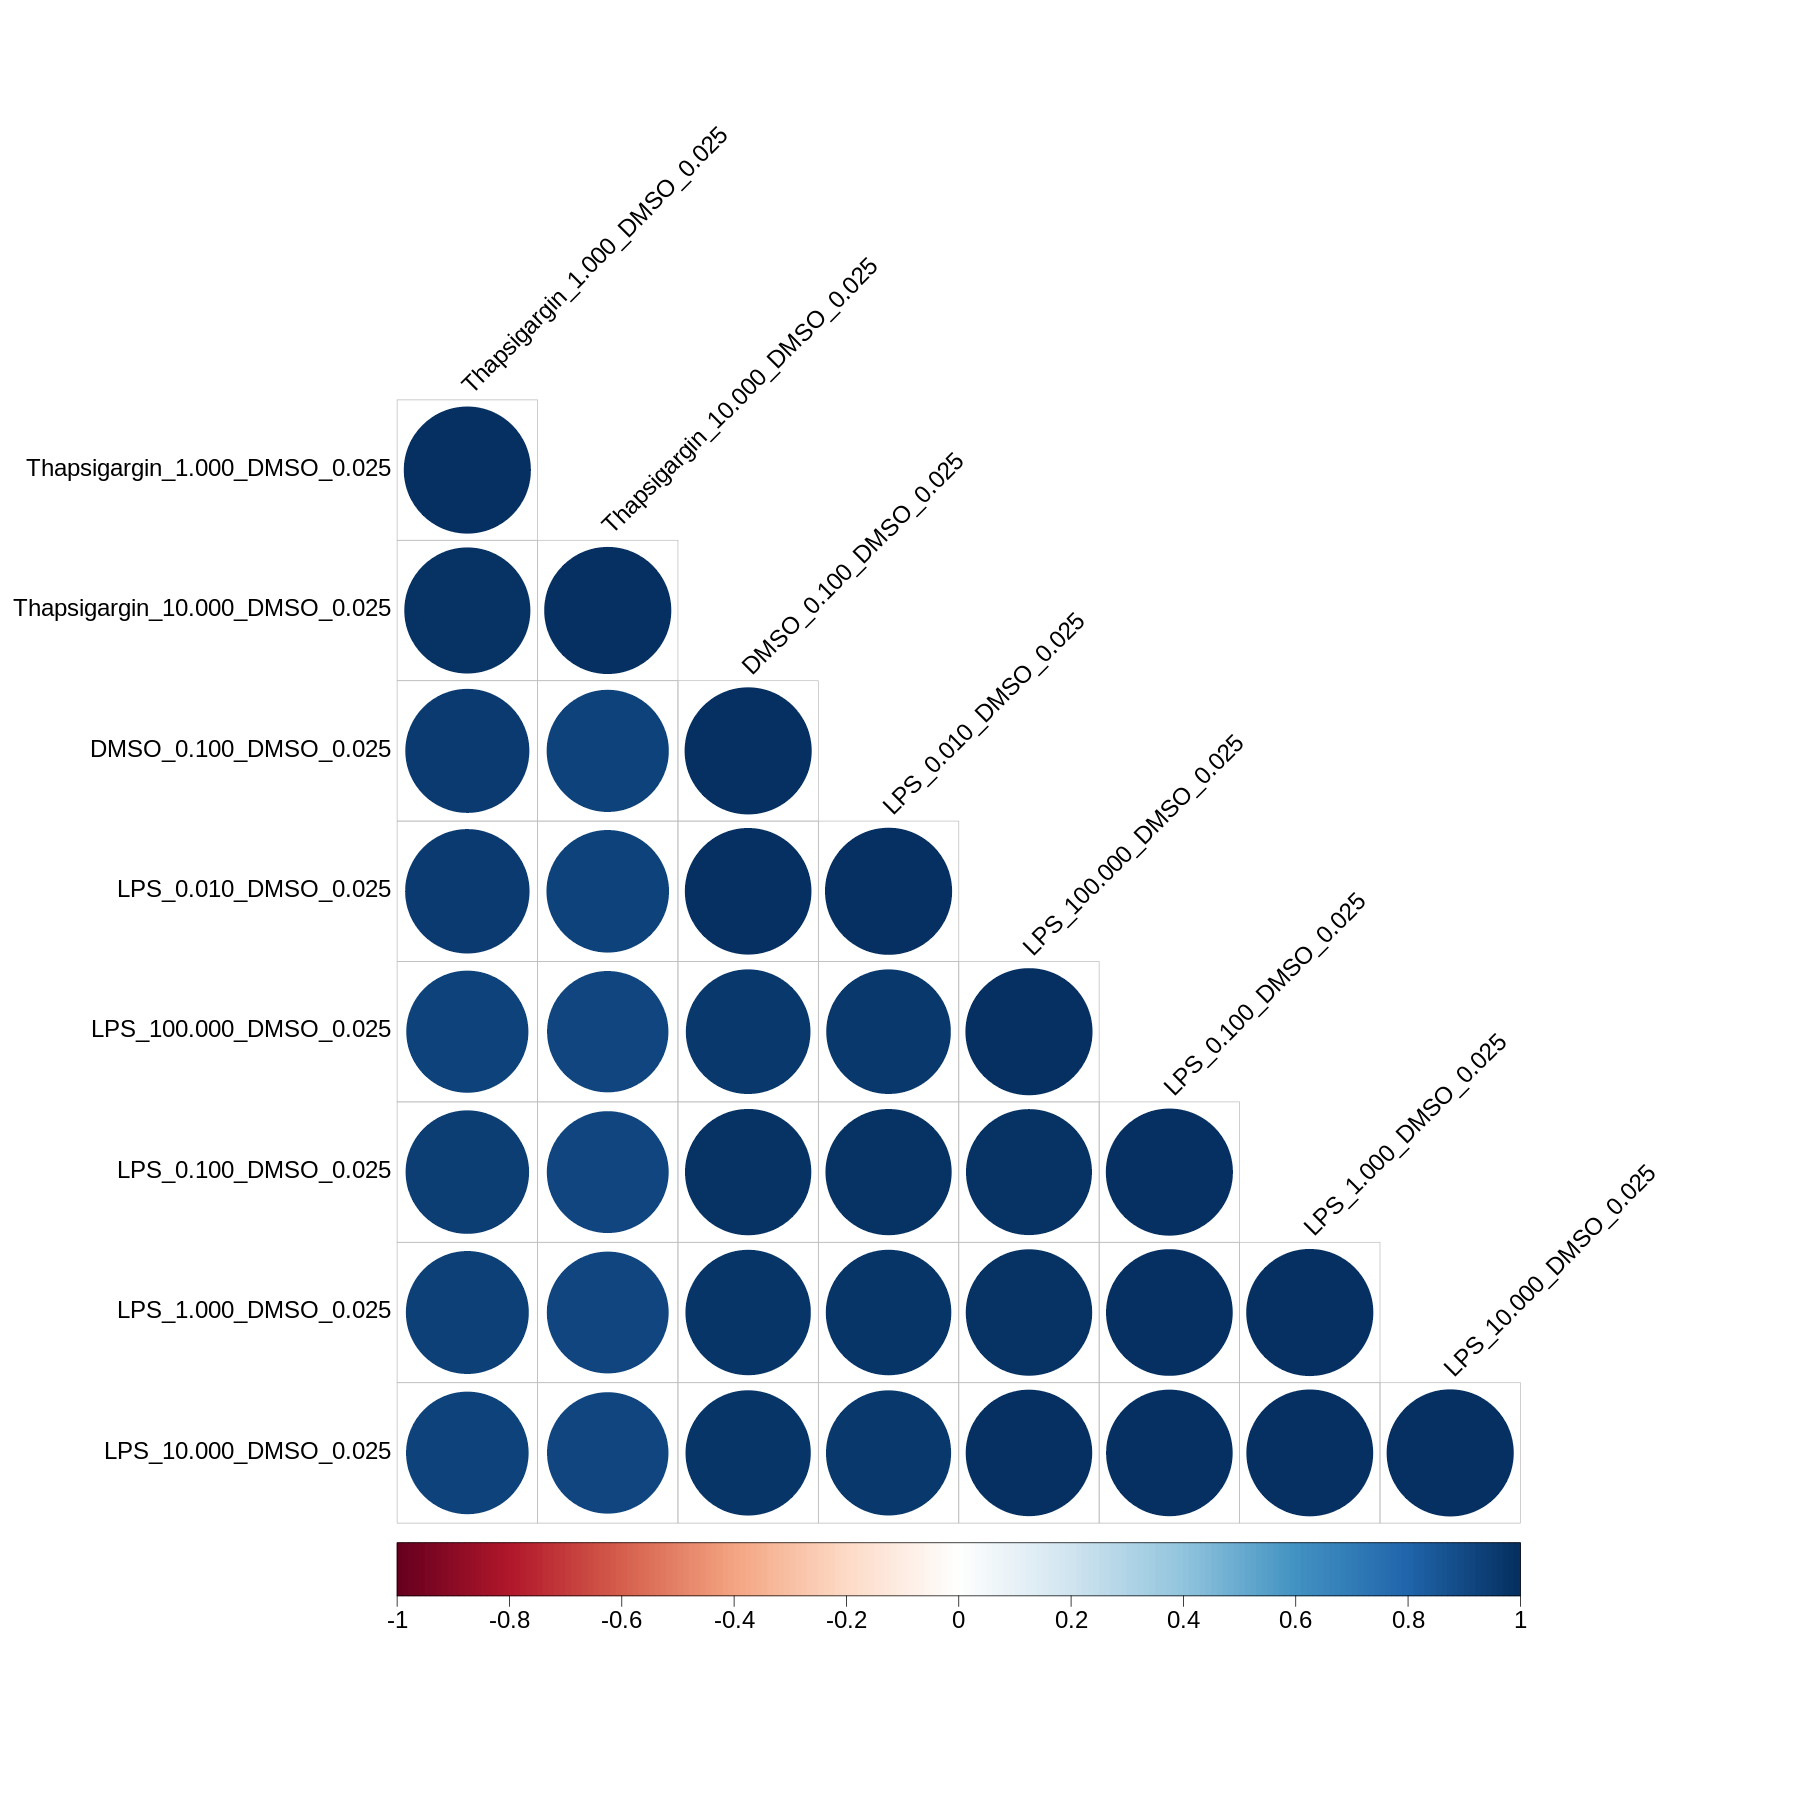 Thapsigargin_1.000_DMSO_0.025
Thapsigargin_10.000_DMSO_0.025
DMSO_0.100_DMSO_0.025
LPS_0.010_DMSO_0.025
LPS_100.000_DMSO_0.025
LPS_0.100_DMSO_0.025
LPS_1.000_DMSO_0.025
LPS_10.000_DMSO_0.025
Thapsigargin_1.000_DMSO_0.025
Thapsigargin_10.000_DMSO_0.025
DMSO_0.100_DMSO_0.025
LPS_0.010_DMSO_0.025
LPS_100.000_DMSO_0.025
LPS_0.100_DMSO_0.025
LPS_1.000_DMSO_0.025
LPS_10.000_DMSO_0.025
-1 -0.8 -0.6 -0.4 -0.2 0 0.2 0.4 0.6 0.8 1